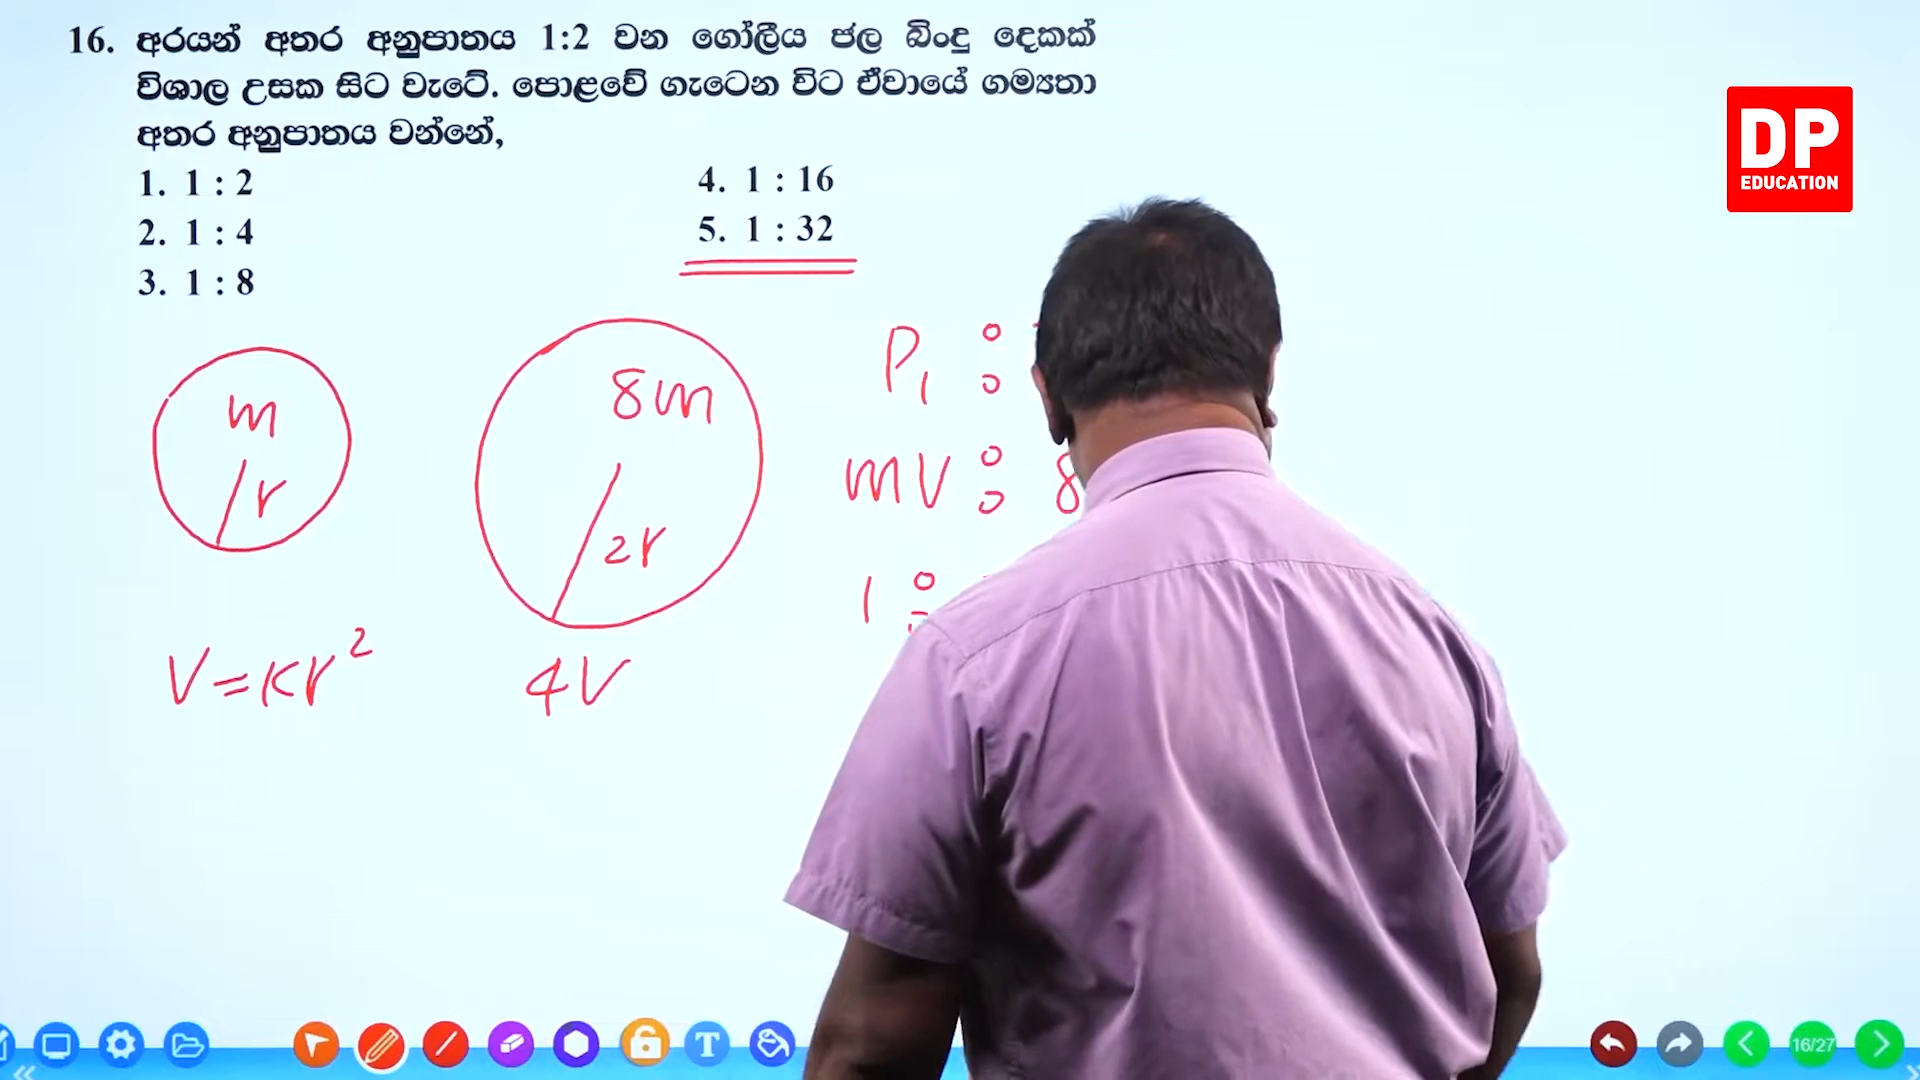 16. අරයන් අතර අනුපාතය 1:2 වන ගෝලීය ජල බිංදු දෙකක්
විශාල උසක සිට වැටේ. පොළවේ ගැටෙන විට ඒවායේ ගම්‍යතා
අතර අනුපාතය වන්නේ,
1. 1 : 2
2. 1 : 4
3. 1 : 8
4. 1 : 16
5. 1 : 32
DP
EDUCATION
m
r
8m
2r
P₁ :
mV : 8
1 :
V=Kr²
4V
T
16/27